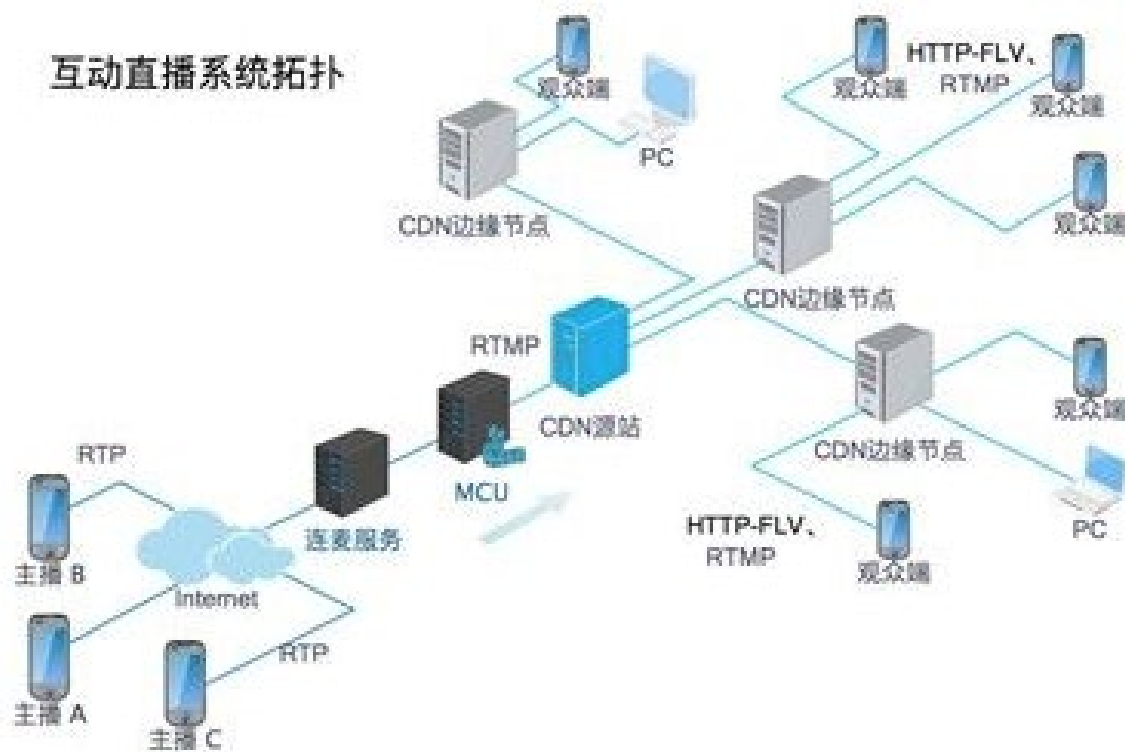 互动直播系统拓扑
观众端
PC
CDN边缘节点
观众端
HTTP-FLV、
RTMP
观众端
观众端
CDN边缘节点
RTMP
CDN源站
观众端
CDN边缘节点
PC
HTTP-FLV、
RTMP
观众端
MCU
连麦服务
RTP
主播 B
Internet
RTP
主播 A
主播 C